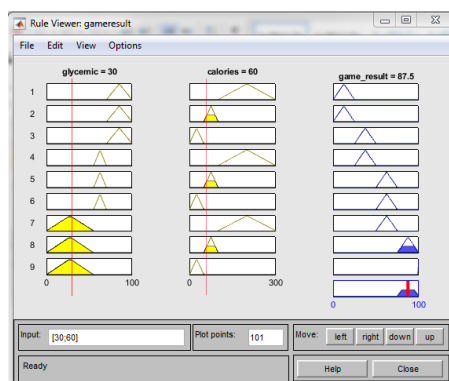 Rule Viewer: gameresult
File Edit View Options
glycemic = 30 calories = 60 game_result = 87.5
1
2
3
4
5
6
7
8
9
0 100 0 300
0 100
Input: [30;60] Plot points: 101 Move: left right down up
Ready Help Close